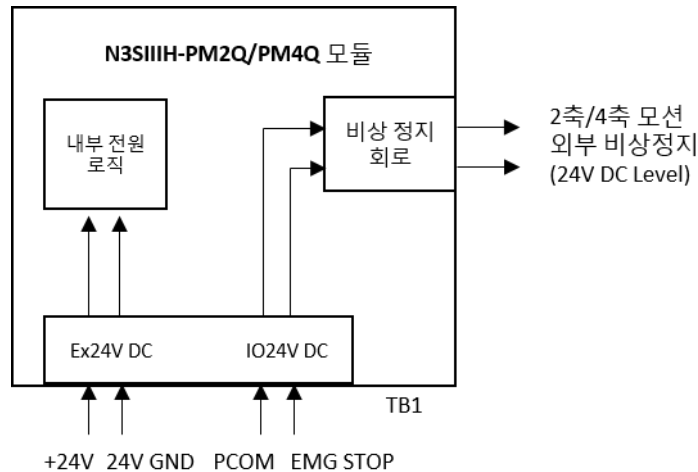 N3SIIIH-PM2Q/PM4Q 모듈
내부 전원
로직
비상 정지
회로
2축/4축 모션
외부 비상정지
(24V DC Level)
Ex24V DC
IO24V DC
TB1
+24V
24V GND
PCOM
EMG STOP